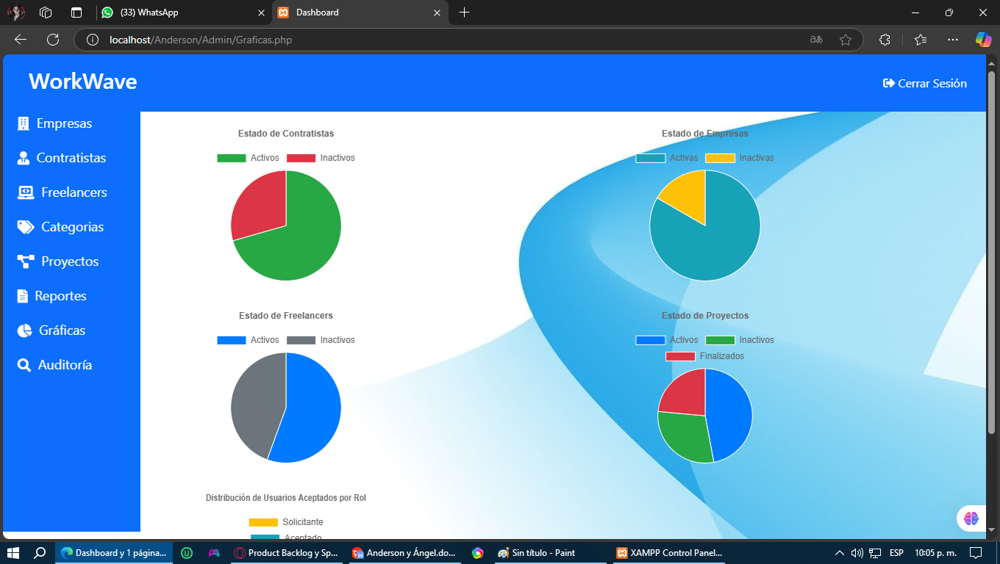 (33) WhatsApp
Dashboard
localhost/Anderson/Admin/Graficas.php
WorkWave
Cerrar Sesión
Empresas
Contratistas
Freelancers
Categorias
Proyectos
Reportes
Gráficas
Auditoría
Estado de Contratistas
Activos Inactivos
Estado de Empresas
Activas Inactivas
Estado de Freelancers
Activos Inactivos
Estado de Proyectos
Activos Inactivos
Finalizados
Distribución de Usuarios Aceptados por Rol
Solicitante
Aceptado
Dashboard y 1 página...
Product Backlog y Sp...
Anderson y Ángel.do...
Sin título - Paint
XAMPP Control Panel...
ESP
10:05 p. m.